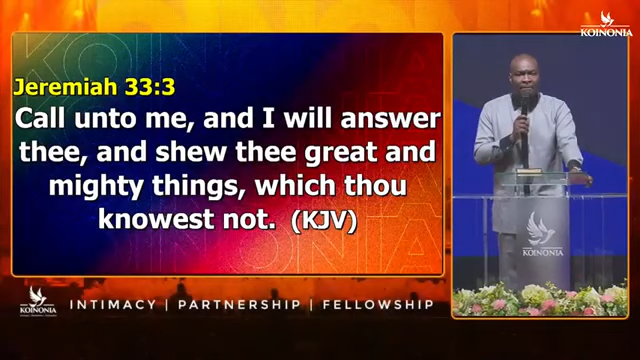 KOINONIA
Jeremiah 33:3
Call unto me, and I will answer
thee, and shew thee great and
mighty things, which thou
knowest not. (KJV)
KOINONIA
INTIMACY | PARTNERSHIP | FELLOWSHIP